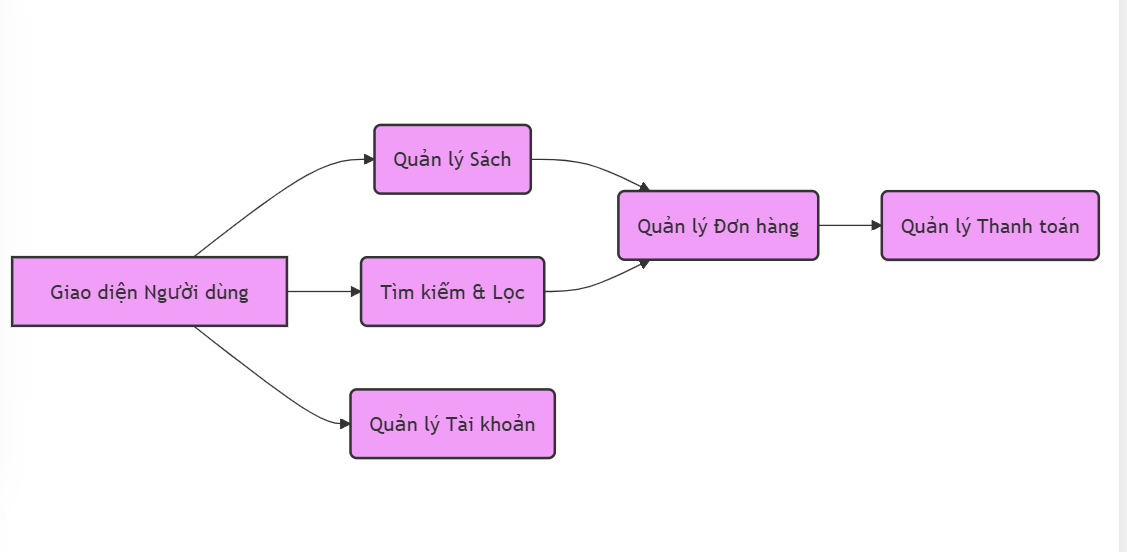 Quản lý Sách
Quản lý Đơn hàng
Quản lý Thanh toán
Giao diện Người dùng
Tìm kiếm & Lọc
Quản lý Tài khoản